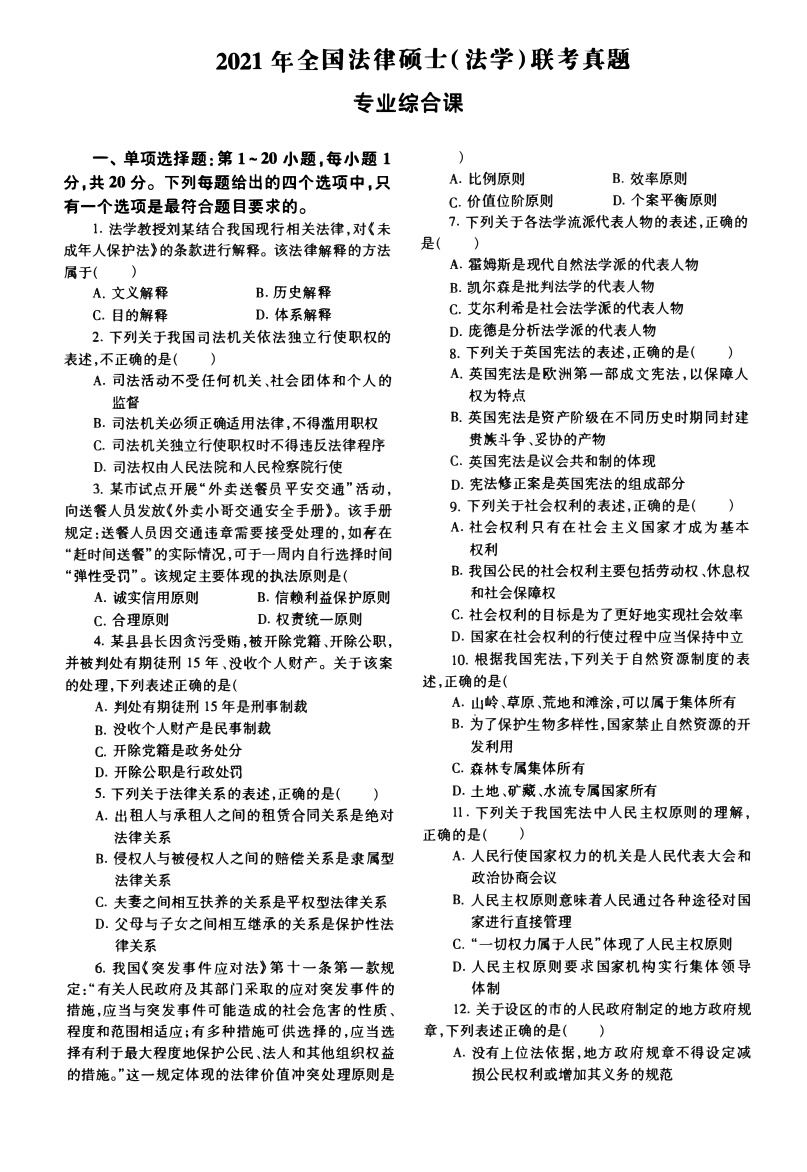 2021 年全国法律硕士(法学)联考真题
专业综合课
一、单项选择题:第 1~20 小题,每小题 1
分,共 20 分。下列每题给出的四个选项中,只
有一个选项是最符合题目要求的。
1. 法学教授刘某结合我国现行相关法律,对《未
成年人保护法》的条款进行解释。该法律解释的方法
属于(　　)
A. 文义解释　　B. 历史解释
C. 目的解释　　D. 体系解释
2. 下列关于我国司法机关依法独立行使职权的
表述,不正确的是(　　)
A. 司法活动不受任何机关、社会团体和个人的
监督
B. 司法机关必须正确适用法律,不得滥用职权
C. 司法机关独立行使职权时不得违反法律程序
D. 司法权由人民法院和人民检察院行使
3. 某市试点开展“外卖送餐员平安交通”活动,
向送餐人员发放《外卖小哥交通安全手册》。该手册
规定:送餐人员因交通违章需要接受处理的,如存在
“赶时间送餐”的实际情况,可于一周内自行选择时间
“弹性受罚”。该规定主要体现的执法原则是(
A. 诚实信用原则　　B. 信赖利益保护原则
C. 合理原则　　D. 权责统一原则
4. 某县县长因贪污受贿,被开除党籍、开除公职,
并被判处有期徒刑 15 年、没收个人财产。关于该案
的处理,下列表述正确的是(
A. 判处有期徒刑 15 年是刑事制裁
B. 没收个人财产是民事制裁
C. 开除党籍是政务处分
D. 开除公职是行政处罚
5. 下列关于法律关系的表述,正确的是(　　)
A. 出租人与承租人之间的租赁合同关系是绝对
法律关系
B. 侵权人与被侵权人之间的赔偿关系是隶属型
法律关系
C. 夫妻之间相互扶养的关系是平权型法律关系
D. 父母与子女之间相互继承的关系是保护性法
律关系
6. 我国《突发事件应对法》第十一条第一款规
定:“有关人民政府及其部门采取的应对突发事件的
措施,应当与突发事件可能造成的社会危害的性质、
程度和范围相适应;有多种措施可供选择的,应当选
择有利于最大程度地保护公民、法人和其他组织权益
的措施。”这一规定体现的法律价值冲突处理原则是
)
A. 比例原则　　B. 效率原则
C. 价值位阶原则　　D. 个案平衡原则
7. 下列关于各法学流派代表人物的表述,正确的
是(　　)
A. 霍姆斯是现代自然法学派的代表人物
B. 凯尔森是批判法学的代表人物
C. 艾尔利希是社会法学派的代表人物
D. 庞德是分析法学派的代表人物
8. 下列关于英国宪法的表述,正确的是(　　)
A. 英国宪法是欧洲第一部成文宪法,以保障人
权为特点
B. 英国宪法是资产阶级在不同历史时期同封建
贵族斗争、妥协的产物
C. 英国宪法是议会共和制的体现
D. 宪法修正案是英国宪法的组成部分
9. 下列关于社会权利的表述,正确的是(　　)
A. 社会权利只有在社会主义国家才成为基本
权利
B. 我国公民的社会权利主要包括劳动权、休息权
和社会保障权
C. 社会权利的目标是为了更好地实现社会效率
D. 国家在社会权利的行使过程中应当保持中立
10. 根据我国宪法,下列关于自然资源制度的表
述,正确的是(
A. 山岭、草原、荒地和滩涂,可以属于集体所有
B. 为了保护生物多样性,国家禁止自然资源的开
发利用
C. 森林专属集体所有
D. 土地、矿藏、水流专属国家所有
11. 下列关于我国宪法中人民主权原则的理解,
正确的是(　　)
A. 人民行使国家权力的机关是人民代表大会和
政治协商会议
B. 人民主权原则意味着人民通过各种途径对国
家进行直接管理
C. “一切权力属于人民”体现了人民主权原则
D. 人民主权原则要求国家机构实行集体领导
体制
12. 关于设区的市的人民政府制定的地方政府规
章,下列表述正确的是(　　)
A. 没有上位法依据,地方政府规章不得设定减
损公民权利或增加其义务的规范